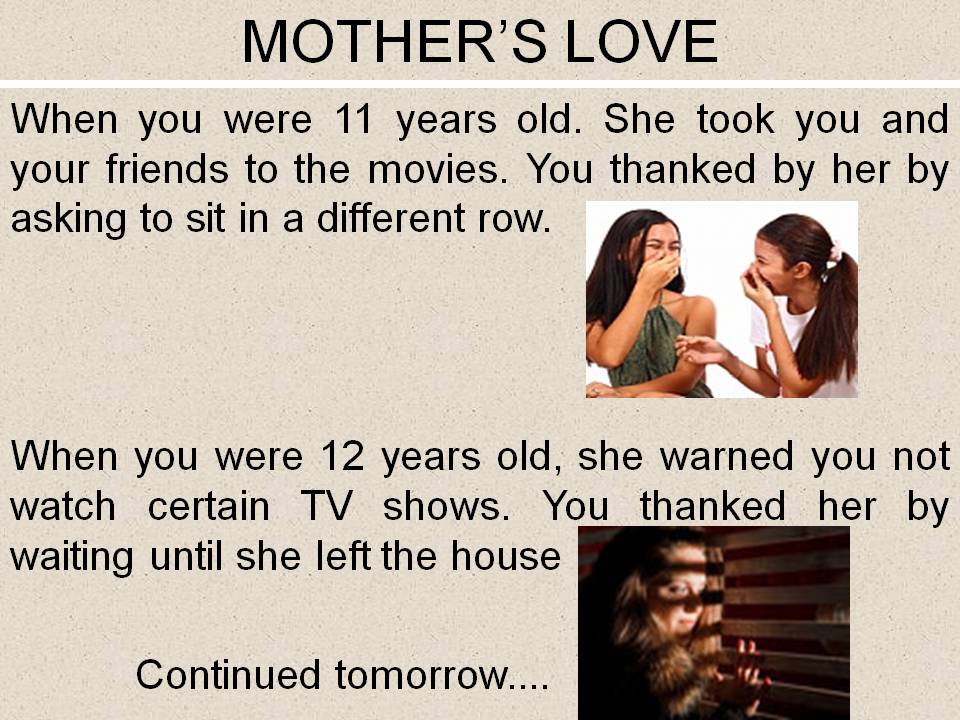 MOTHER’S LOVE
When you were 11 years old. She took you and
your friends to the movies. You thanked by her by
asking to sit in a different row.
When you were 12 years old, she warned you not
watch certain TV shows. You thanked her by
waiting until she left the house
Continued tomorrow....